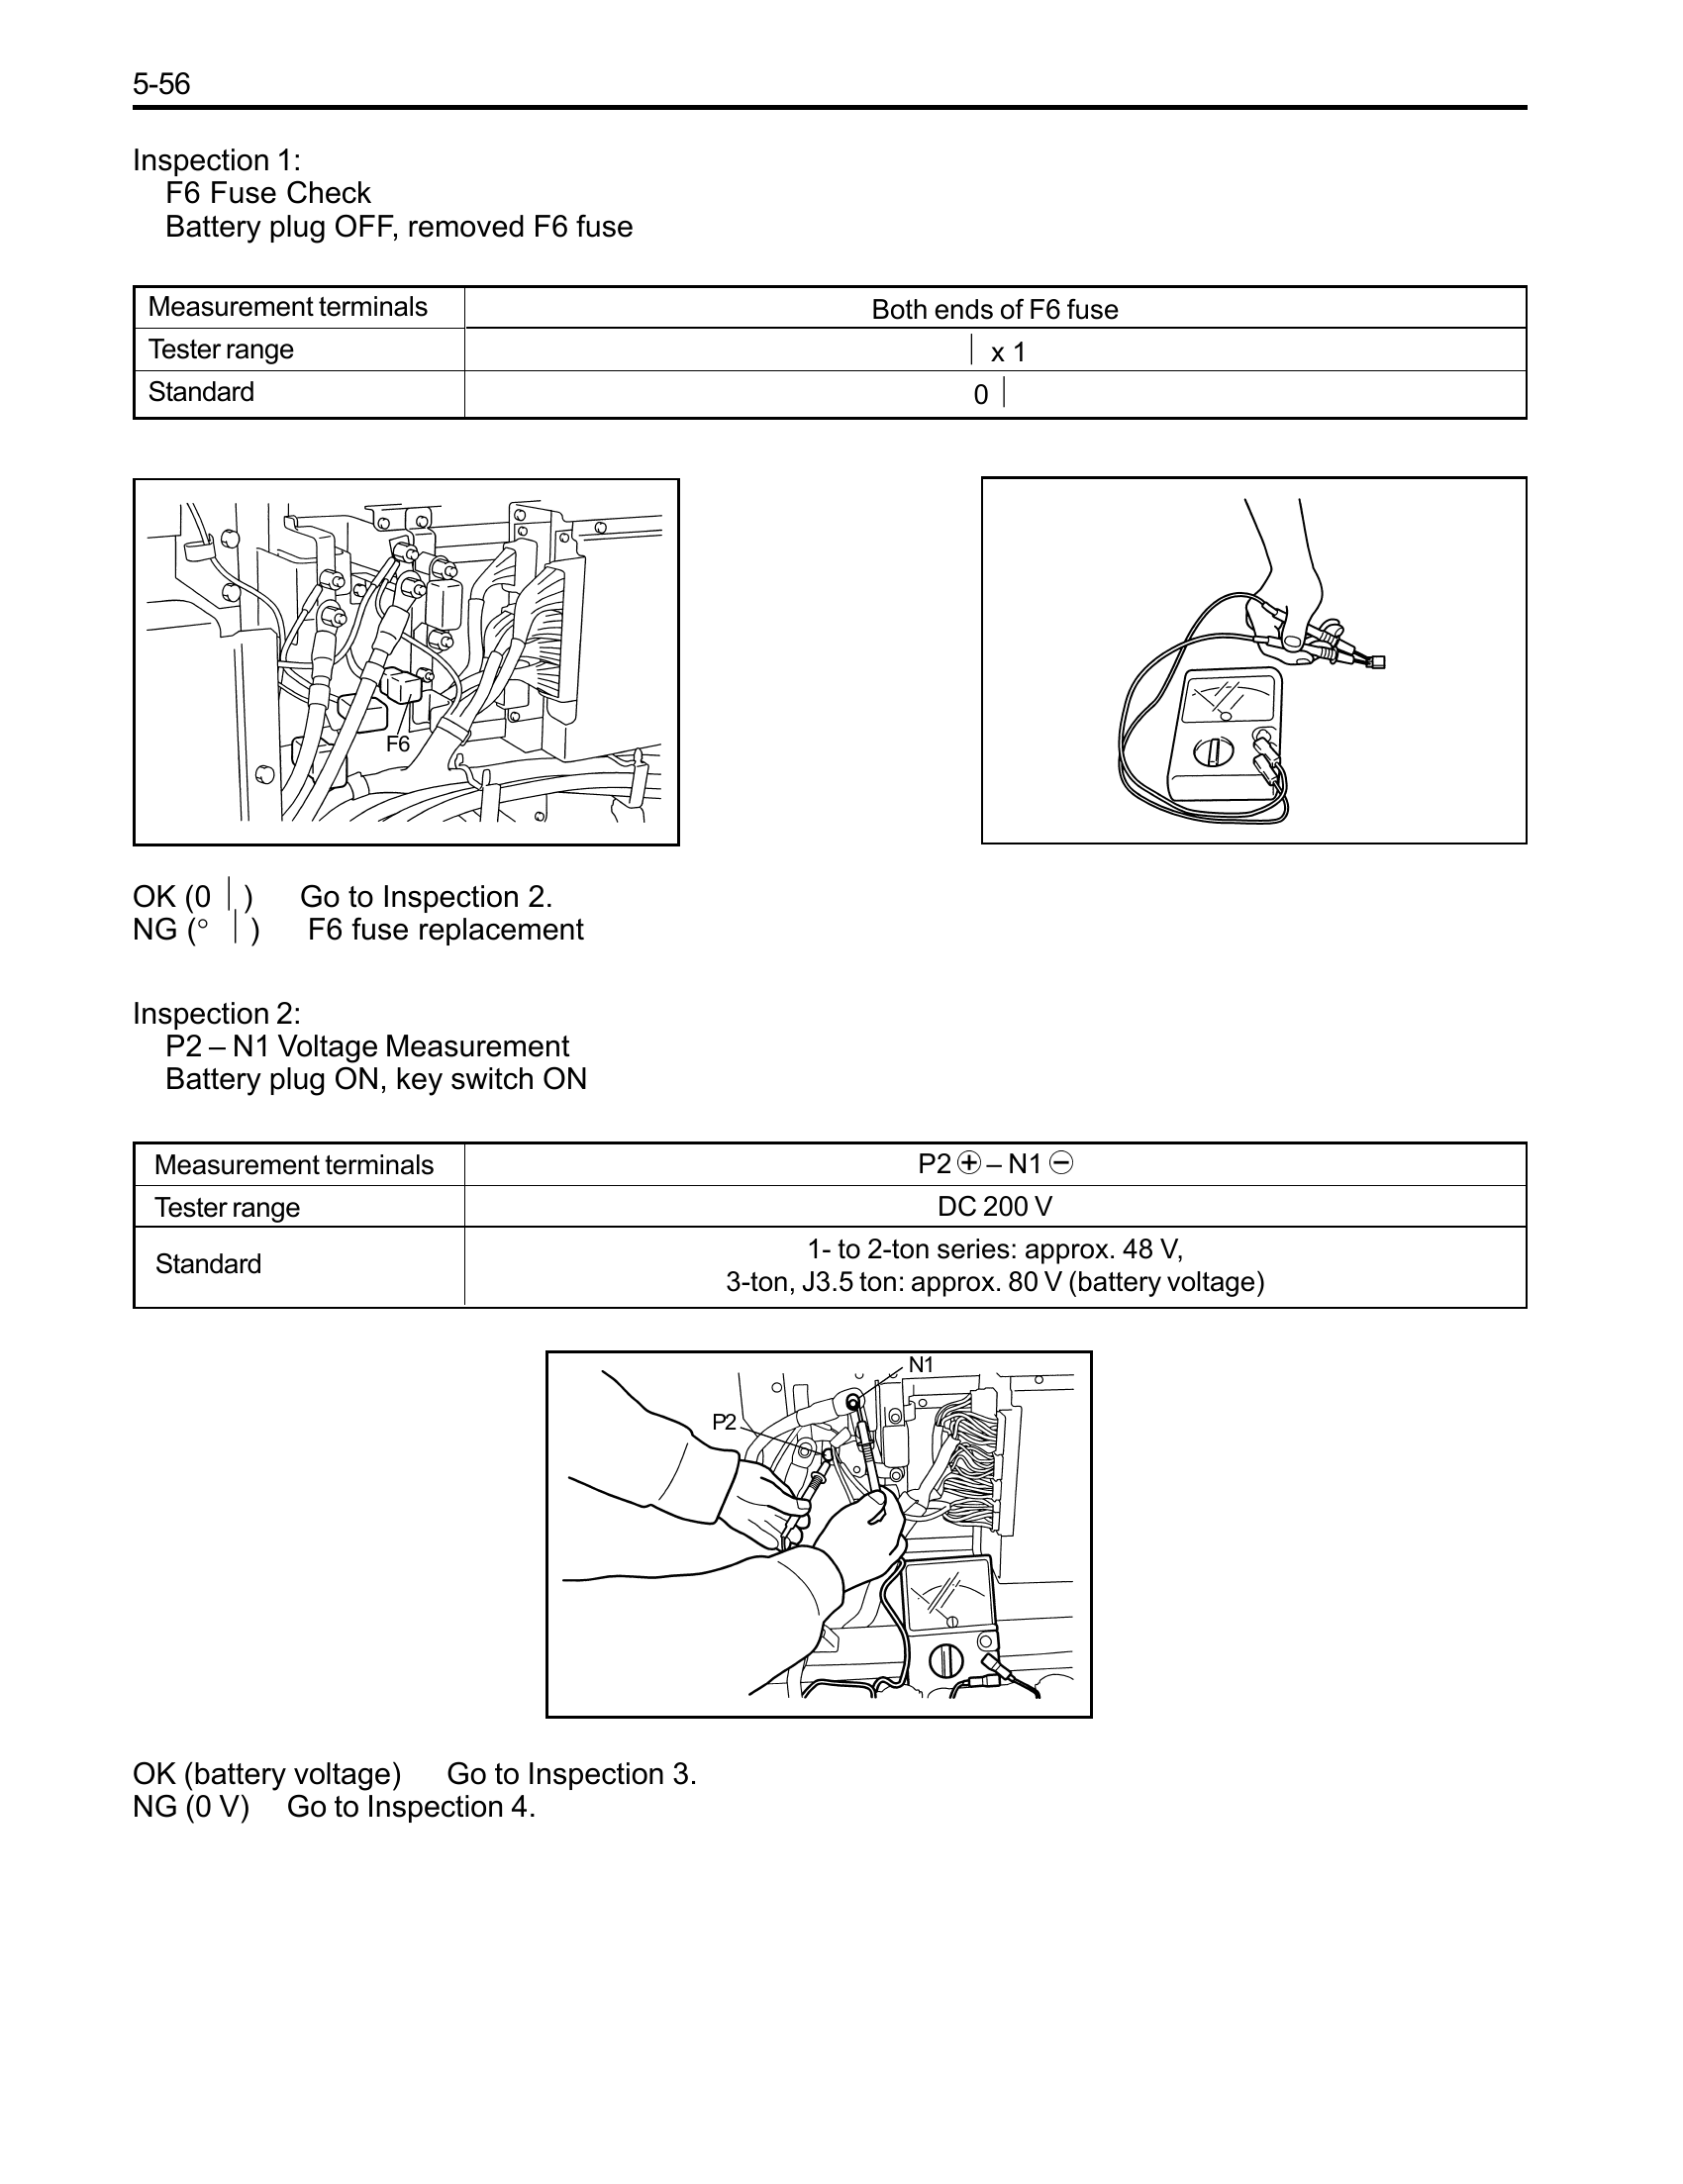 5-56
Inspection 1:
F6 Fuse Check
Battery plug OFF, removed F6 fuse
Measurement terminals
Both ends of F6 fuse
Tester range
| x 1
Standard
0 |
F6
OK (0 | ) Go to Inspection 2.
NG (° | ) F6 fuse replacement
Inspection 2:
P2 – N1 Voltage Measurement
Battery plug ON, key switch ON
Measurement terminals
P2 ⊕ – N1 ⊖
Tester range
DC 200 V
Standard
1- to 2-ton series: approx. 48 V,
3-ton, J3.5 ton: approx. 80 V (battery voltage)
N1
P2
OK (battery voltage) Go to Inspection 3.
NG (0 V) Go to Inspection 4.